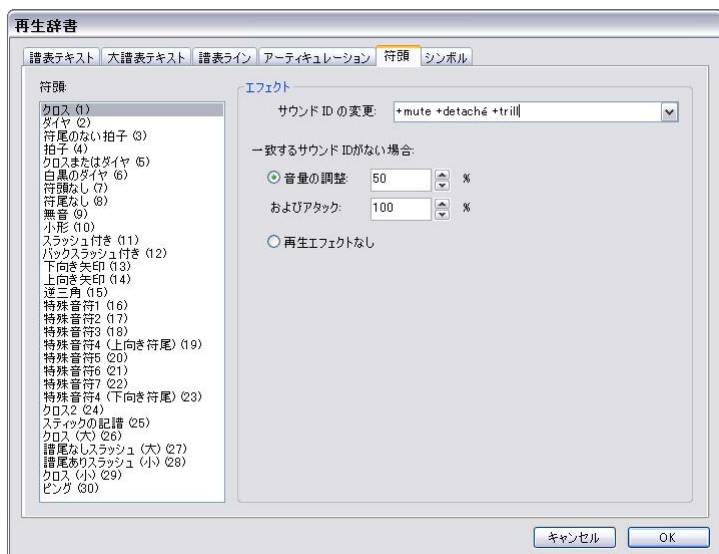 再生辞書
譜表テキスト 大譜表テキスト 譜表ライン アーティキュレーション 符頭 シンボル
符頭:
クロス (1)
ダイヤ (2)
符尾のない拍子 (3)
拍子 (4)
クロスまたはダイヤ (5)
白黒のダイヤ (6)
符頭なし (7)
符尾なし (8)
無音 (9)
小形 (10)
スラッシュ付き (11)
バックスラッシュ付き (12)
下向き矢印 (13)
上向き矢印 (14)
逆三角 (15)
特殊音符1 (16)
特殊音符2 (17)
特殊音符3 (18)
特殊音符4 (上向き符尾) (19)
特殊音符5 (20)
特殊音符6 (21)
特殊音符7 (22)
特殊音符4 (下向き符尾) (23)
クロス2 (24)
スティックの記譜 (25)
クロス (大) (26)
譜尾なしスラッシュ (大) (27)
譜尾ありスラッシュ (小) (28)
クロス (小) (29)
ピング (30)
エフェクト
サウンド ID の変更: +mute +detaché +trill
一致するサウンド IDがない場合:
音量の調整: 50 %
およびアタック: 100 %
再生エフェクトなし
キャンセル OK